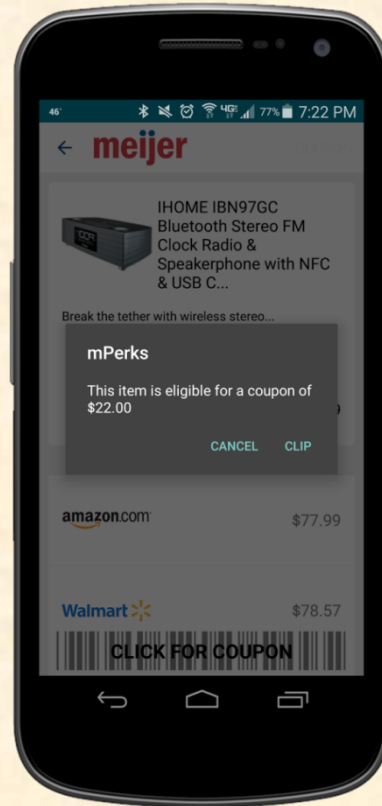 46°
77% 7:22 PM
meijer
IHOME IBN97GC
Bluetooth Stereo FM
Clock Radio &
Speakerphone with NFC
& USB C...
Break the tether with wireless stereo...
mPerks
This item is eligible for a coupon of
$22.00
9
CANCEL CLIP
amazon.com
$77.99
Walmart
$78.57
CLICK FOR COUPON